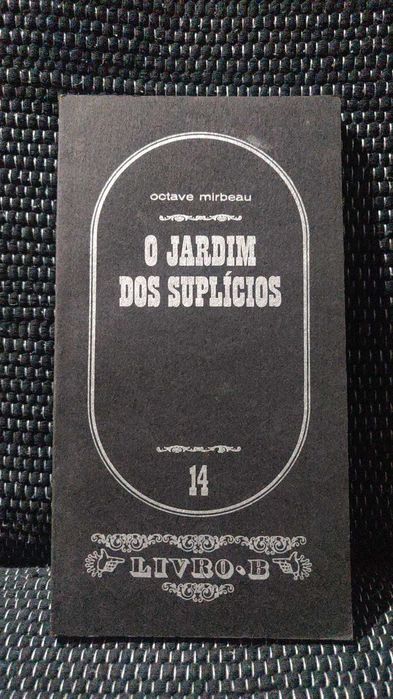 octave mirbeau
O JARDIM
DOS SUPLÍCIOS
14
LIVRO•B